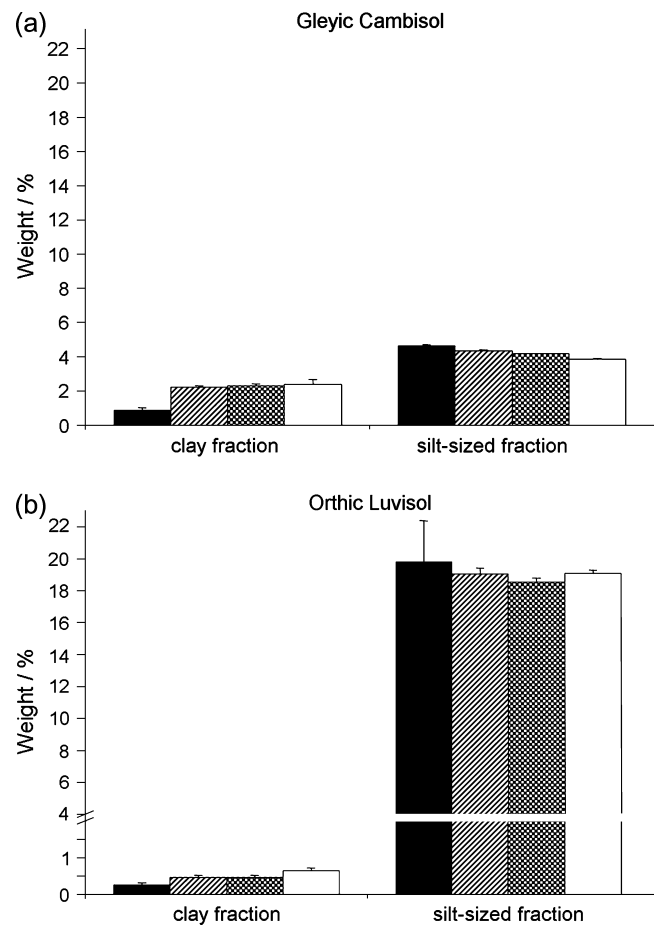 (a)
Gleyic Cambisol
Weight / %
22
20
18
16
14
12
10
8
6
4
2
0
clay fraction
silt-sized fraction
(b)
Orthic Luvisol
Weight / %
22
20
18
16
14
12
10
8
6
4
1
0
clay fraction
silt-sized fraction